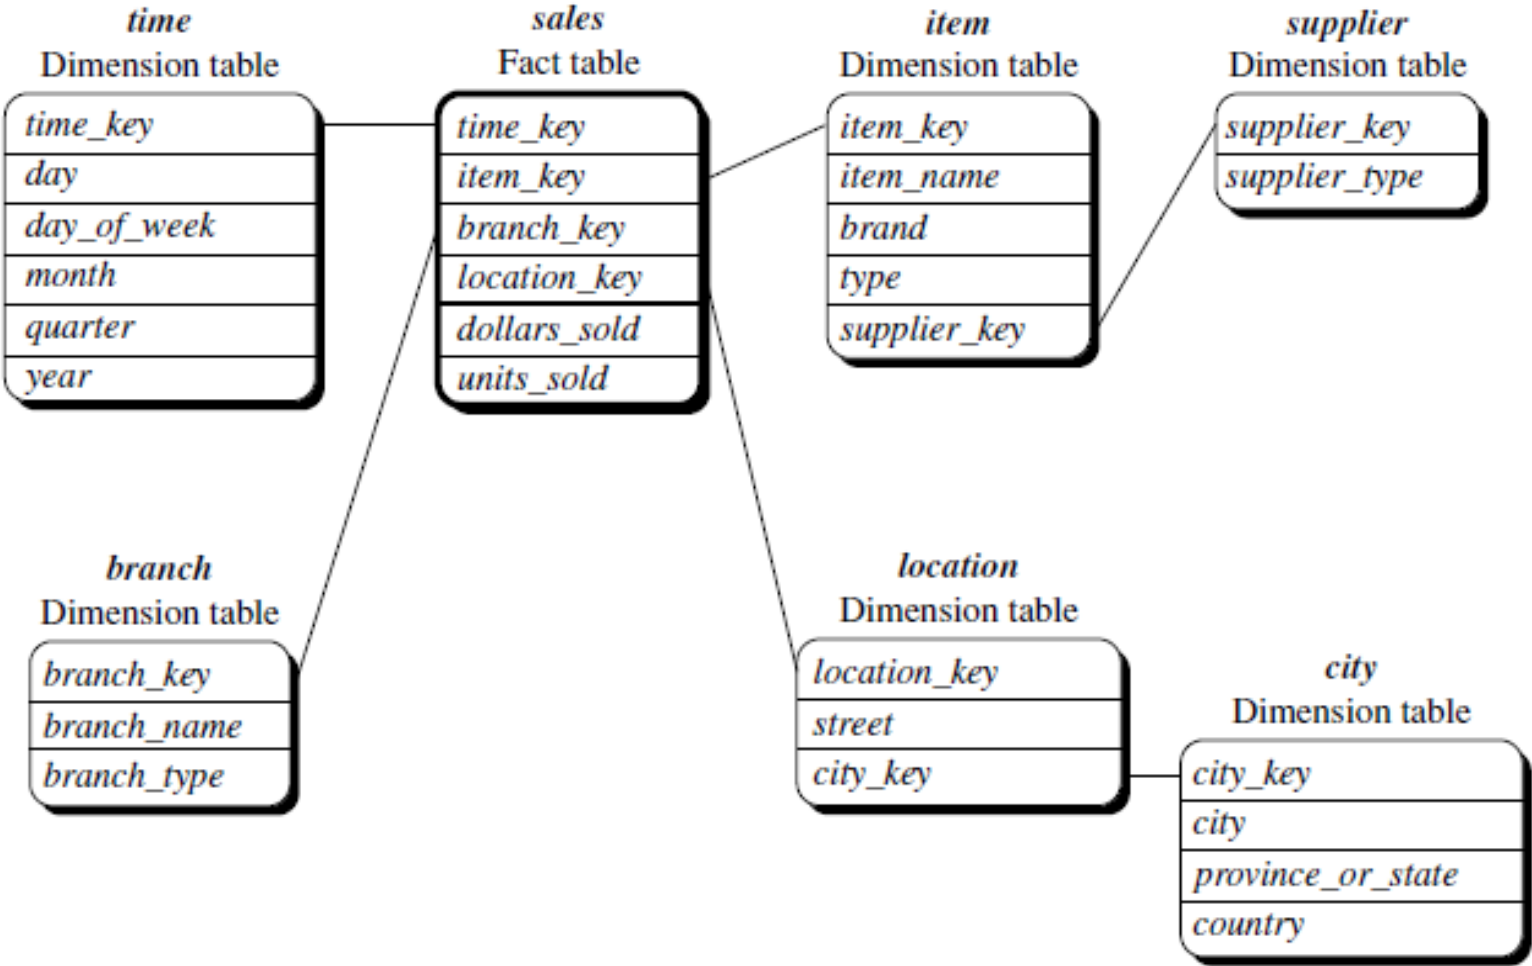 time
Dimension table
time_key
day
day_of_week
month
quarter
year
sales
Fact table
time_key
item_key
branch_key
location_key
dollars_sold
units_sold
item
Dimension table
item_key
item_name
brand
type
supplier_key
supplier
Dimension table
supplier_key
supplier_type
branch
Dimension table
branch_key
branch_name
branch_type
location
Dimension table
location_key
street
city_key
city
Dimension table
city_key
city
province_or_state
country